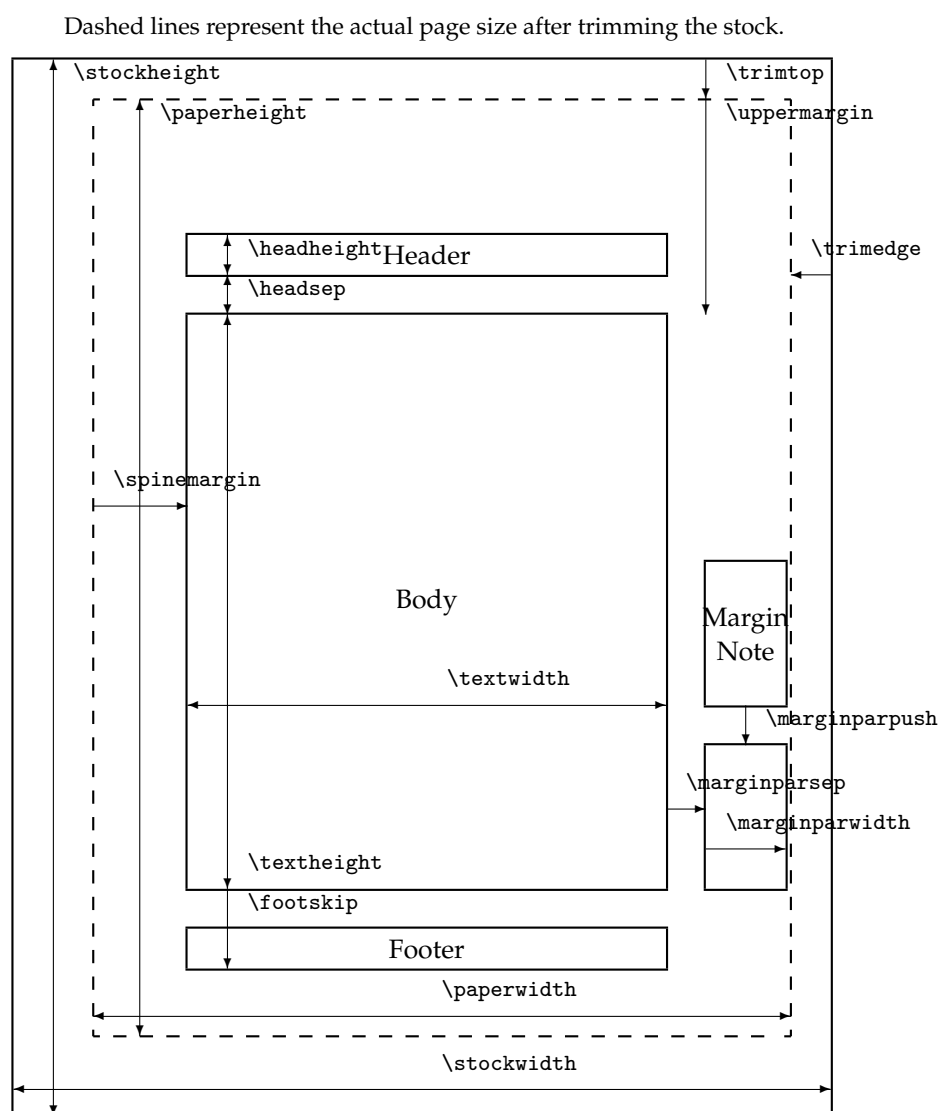 Dashed lines represent the actual page size after trimming the stock.
\stockheight
\trimtop
\paperheight
\uppermargin
\headheight
Header
\trimedge
\headsep
\spinemargin
Body
Margin
Note
\textwidth
\marginparpush
\marginparsep
\marginparwidth
\textheight
\footskip
Footer
\paperwidth
\stockwidth